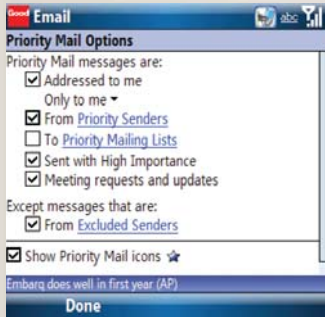 Good Email abc
Priority Mail Options
Priority Mail messages are:
Addressed to me
Only to me
From Priority Senders
To Priority Mailing Lists
Sent with High Importance
Meeting requests and updates
Except messages that are:
From Excluded Senders
Show Priority Mail icons
Embarq does well in first year (AP)
Done